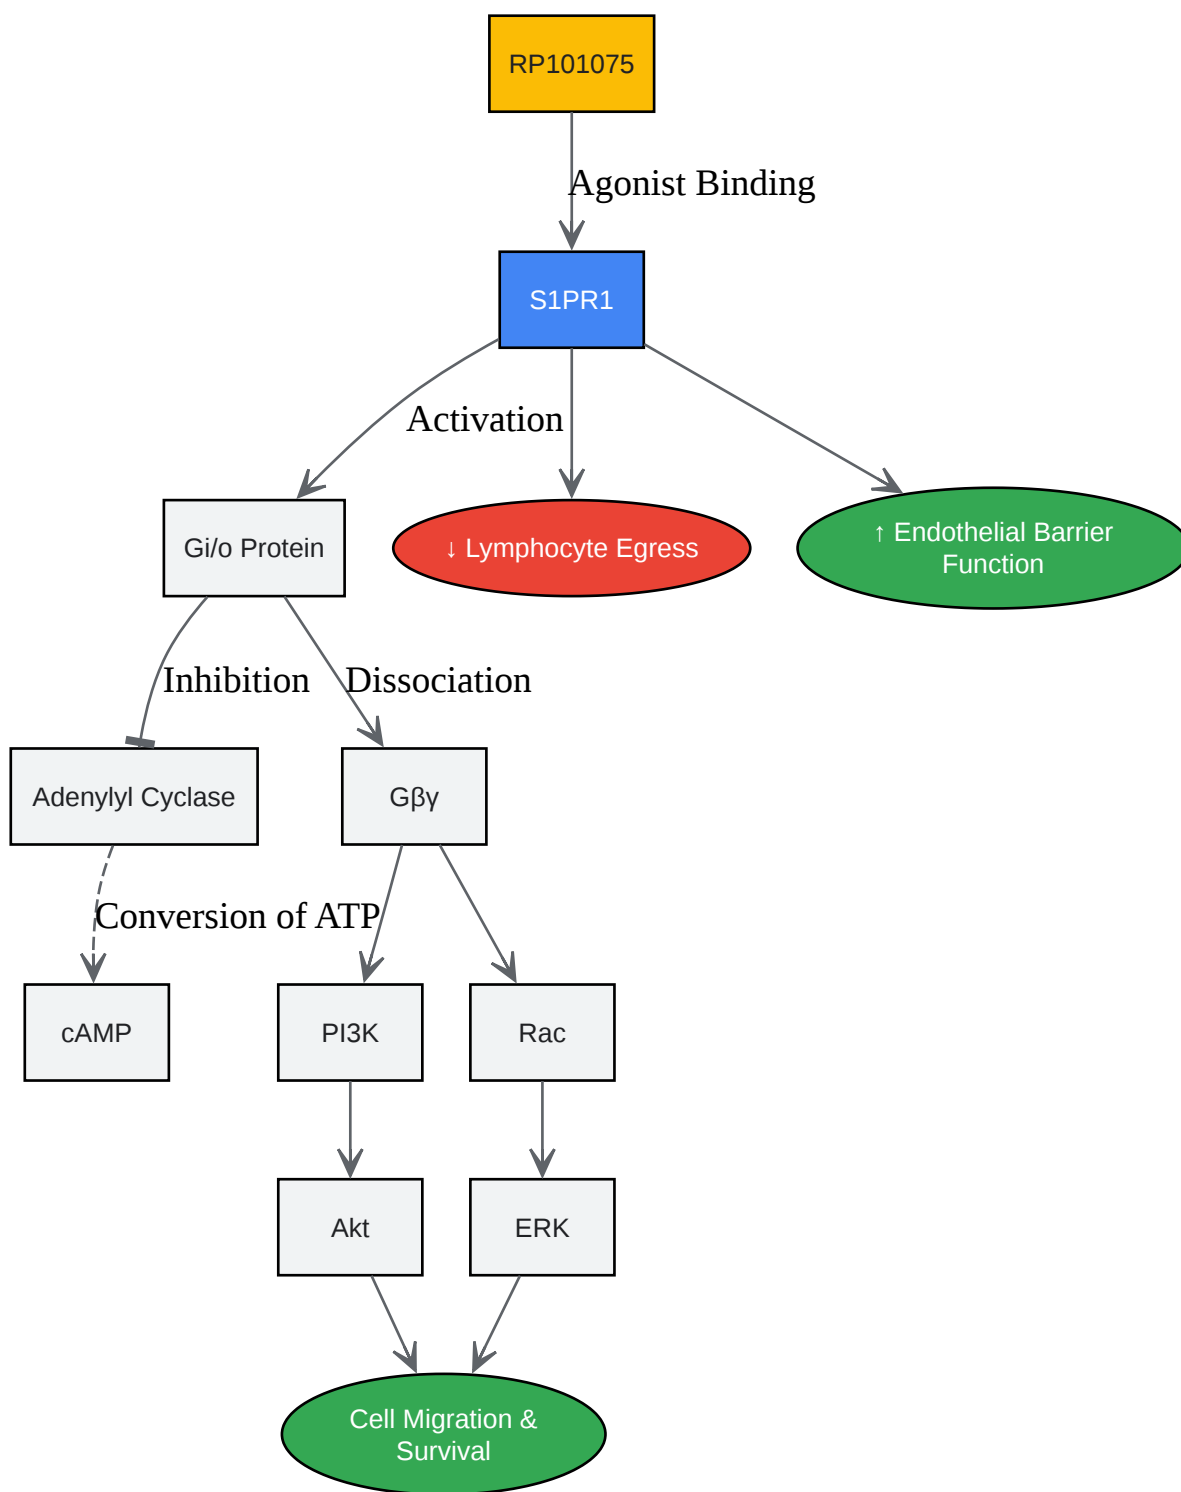 RP101075
Agonist Binding
S1PR1
Activation
Gi/o Protein
↓ Lymphocyte Egress
↑ Endothelial Barrier
Function
Inhibition
Dissociation
Adenylyl Cyclase
Gβγ
Conversion of ATP
cAMP
PI3K
Rac
Akt
ERK
Cell Migration &
Survival